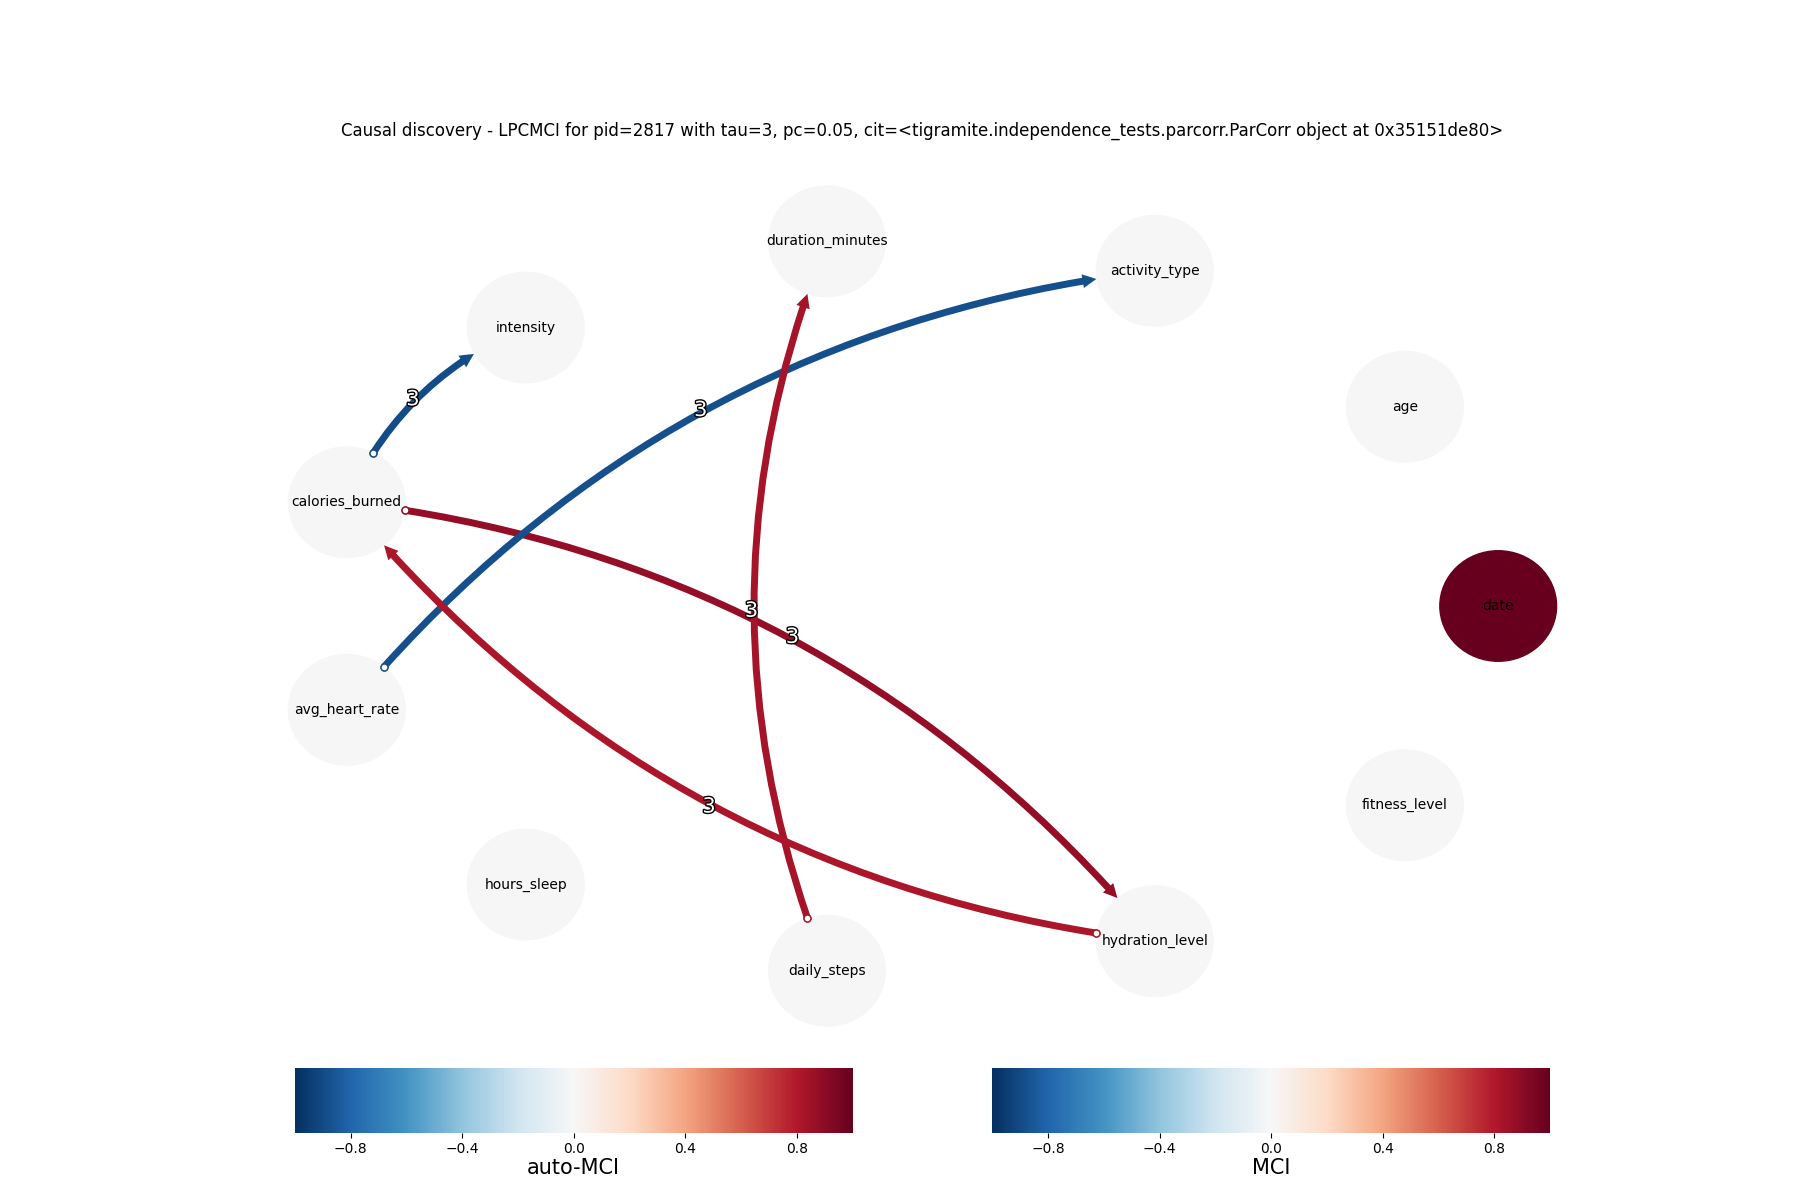 Causal discovery - LPCMCI for pid=2817 with tau=3, pc=0.05, cit=<tigramite.independence_tests.parcorr.ParCorr object at 0x35151de80>
duration_minutes
activity_type
intensity
3
age
3
calories_burned
date
3
3
avg_heart_rate
3
fitness_level
hours_sleep
hydration_level
daily_steps
−0.8 −0.4 0.0 0.4 0.8
auto-MCI
−0.8 −0.4 0.0 0.4 0.8
MCI